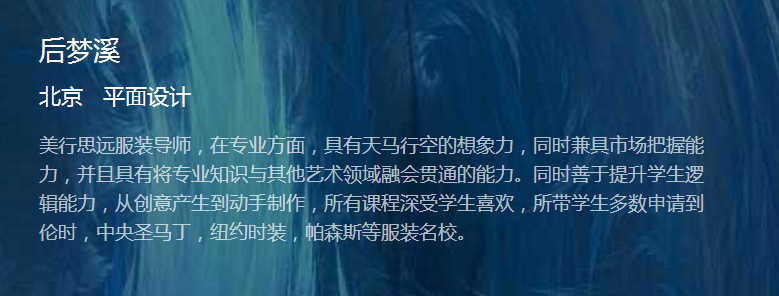 后梦溪
北京 平面设计
美行思远服装导师，在专业方面，具有天马行空的想象力，同时兼具市场把握能
力，并且具有将专业知识与其他艺术领域融会贯通的能力。同时善于提升学生逻
辑能力，从创意产生到动手制作，所有课程深受学生喜欢，所带学生多数申请到
伦时，中央圣马丁，纽约时装，帕森斯等服装名校。